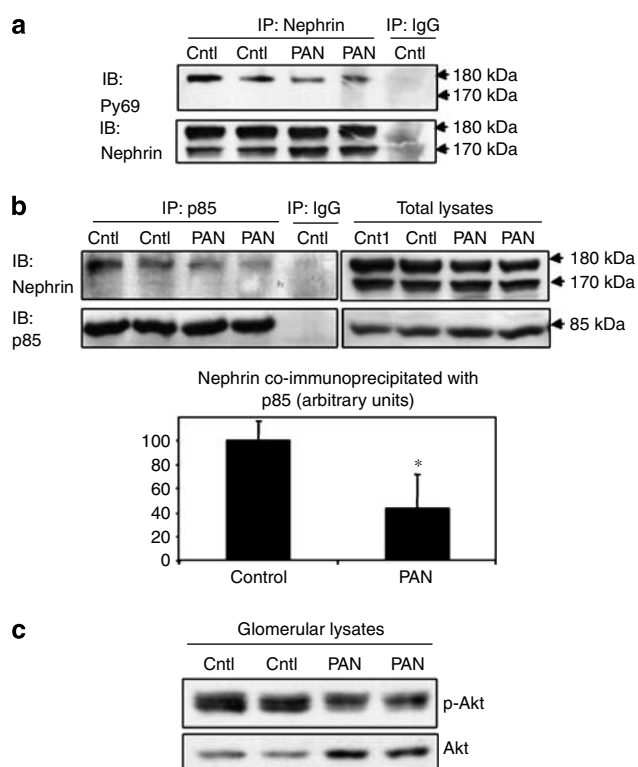 a
IP: Nephrin IP: IgG
Cntl Cntl PAN PAN Cntl
IB:
Py69
180 kDa
170 kDa
IB:
Nephrin
180 kDa
170 kDa
b
IP: p85 IP: IgG Total lysates
Cntl Cntl PAN PAN Cntl Cnt1 Cntl PAN PAN
IB:
Nephrin
180 kDa
170 kDa
IB:
p85
85 kDa
Nephrin co-immunoprecipitated with
p85 (arbitrary units)
100
80
60
40
20
0
*
Control PAN
c
Glomerular lysates
Cntl Cntl PAN PAN
p-Akt
Akt